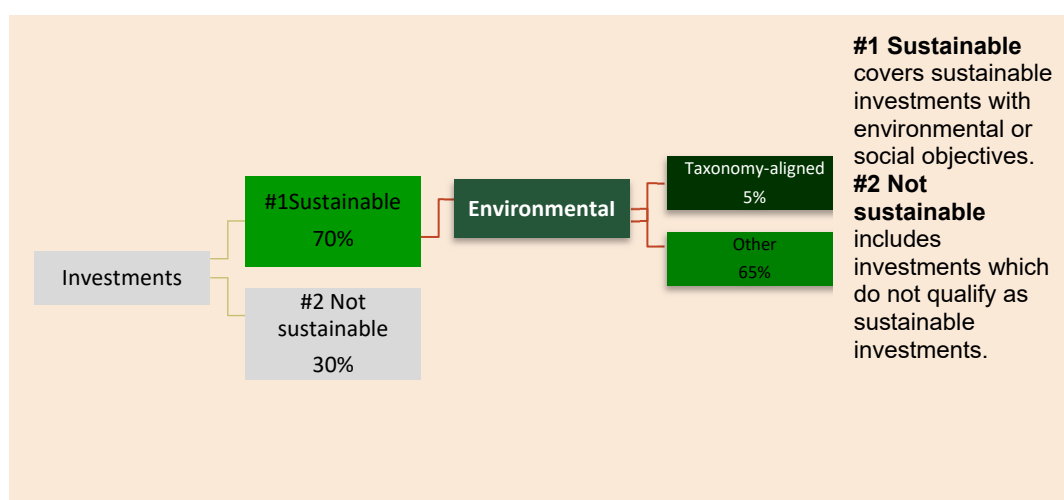 Investments
#1Sustainable
70%
#2 Not
sustainable
30%
Environmental
Taxonomy-aligned
5%
Other
65%
#1 Sustainable
covers sustainable
investments with
environmental or
social objectives.
#2 Not
sustainable
includes
investments which
do not qualify as
sustainable
investments.